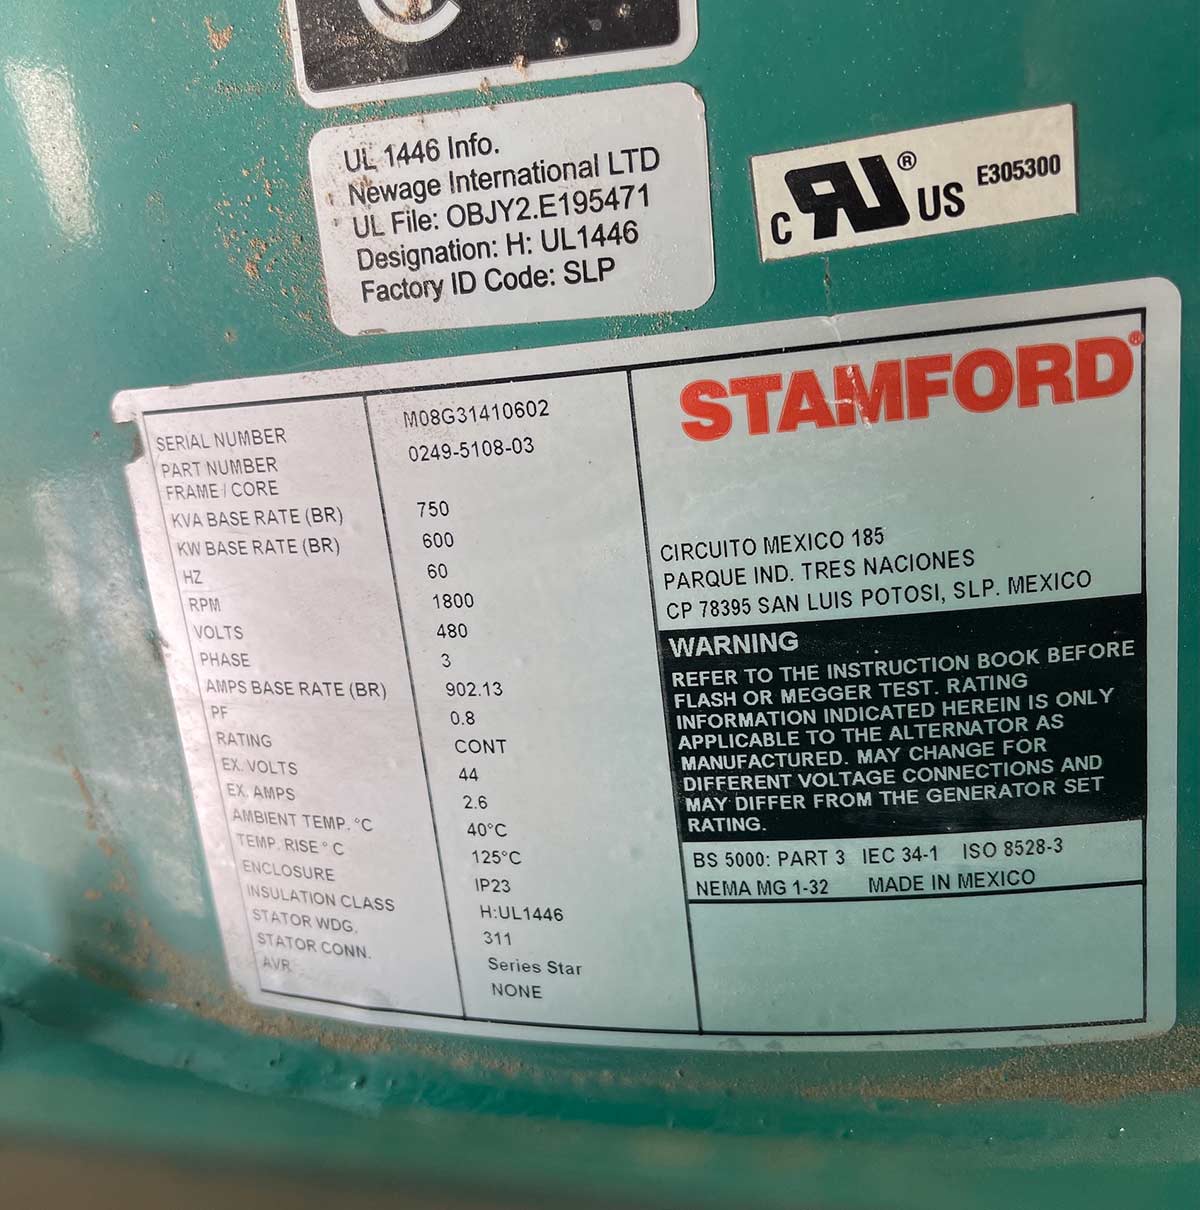 UL 1446 Info.
Newage International LTD
UL File: OBJY2.E195471
Designation: H: UL1446
Factory ID Code: SLP
C RU® US E305300
SERIAL NUMBER M08G31410602
PART NUMBER 0249-5108-03
FRAME / CORE
KVA BASE RATE (BR) 750
KW BASE RATE (BR) 600
HZ 60
RPM 1800
VOLTS 480
PHASE 3
AMPS BASE RATE (BR) 902.13
PF 0.8
RATING CONT
EX. VOLTS 44
EX. AMPS 2.6
AMBIENT TEMP. °C 40°C
TEMP. RISE ° C 125°C
ENCLOSURE IP23
INSULATION CLASS H:UL1446
STATOR WDG. 311
STATOR CONN. Series Star
AVR NONE
STAMFORD®
CIRCUITO MEXICO 185
PARQUE IND. TRES NACIONES
CP 78395 SAN LUIS POTOSI, SLP. MEXICO
WARNING
REFER TO THE INSTRUCTION BOOK BEFORE
FLASH OR MEGGER TEST. RATING
INFORMATION INDICATED HEREIN IS ONLY
APPLICABLE TO THE ALTERNATOR AS
MANUFACTURED. MAY CHANGE FOR
DIFFERENT VOLTAGE CONNECTIONS AND
MAY DIFFER FROM THE GENERATOR SET
RATING.
BS 5000: PART 3 IEC 34-1 ISO 8528-3
NEMA MG 1-32 MADE IN MEXICO